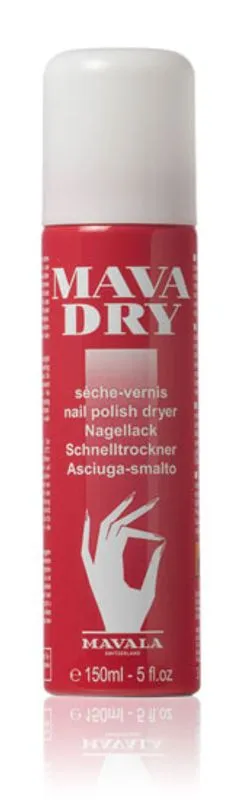 MAVA
DRY
sèche-vernis
nail polish dryer
Nagellack
Schnelltrockner
Asciuga-smalto
MAVALA
SWITZERLAND
e 150ml - 5 fl.oz